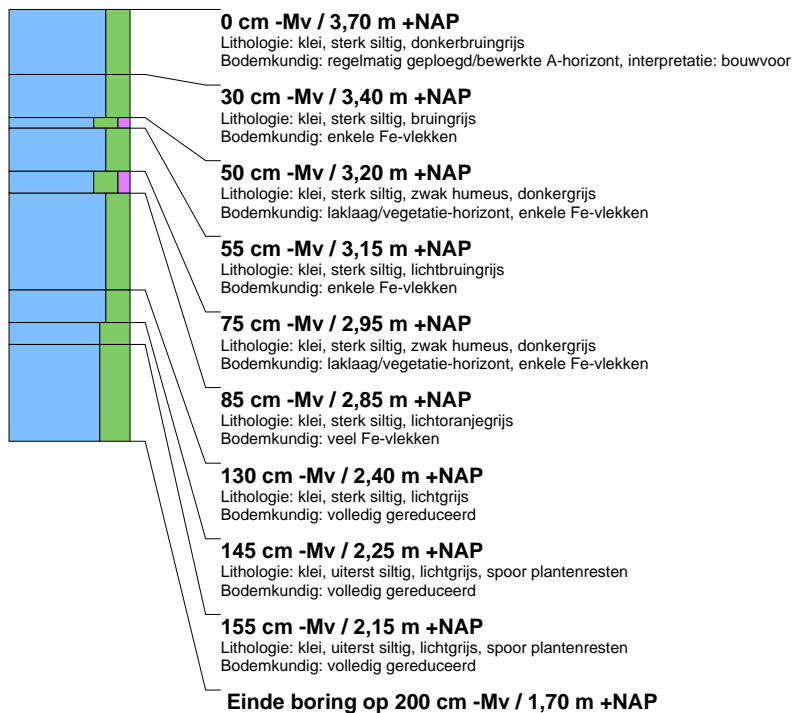 0 cm -Mv / 3,70 m +NAP
Lithologie: klei, sterk siltig, donkerbruingrijs
Bodemkundig: regelmatig geploegd/bewerkte A-horizont, interpretatie: bouwvoor
30 cm -Mv / 3,40 m +NAP
Lithologie: klei, sterk siltig, bruingrijs
Bodemkundig: enkele Fe-vlekken
50 cm -Mv / 3,20 m +NAP
Lithologie: klei, sterk siltig, zwak humeus, donkergrijs
Bodemkundig: laklaag/vegetatie-horizont, enkele Fe-vlekken
55 cm -Mv / 3,15 m +NAP
Lithologie: klei, sterk siltig, lichtbruingrijs
Bodemkundig: enkele Fe-vlekken
75 cm -Mv / 2,95 m +NAP
Lithologie: klei, sterk siltig, zwak humeus, donkergrijs
Bodemkundig: laklaag/vegetatie-horizont, enkele Fe-vlekken
85 cm -Mv / 2,85 m +NAP
Lithologie: klei, sterk siltig, lichtoranjegrijs
Bodemkundig: veel Fe-vlekken
130 cm -Mv / 2,40 m +NAP
Lithologie: klei, sterk siltig, lichtgrijs
Bodemkundig: volledig gereduceerd
145 cm -Mv / 2,25 m +NAP
Lithologie: klei, uiterst siltig, lichtgrijs, spoor plantenresten
Bodemkundig: volledig gereduceerd
155 cm -Mv / 2,15 m +NAP
Lithologie: klei, uiterst siltig, lichtgrijs, spoor plantenresten
Bodemkundig: volledig gereduceerd
Einde boring op 200 cm -Mv / 1,70 m +NAP